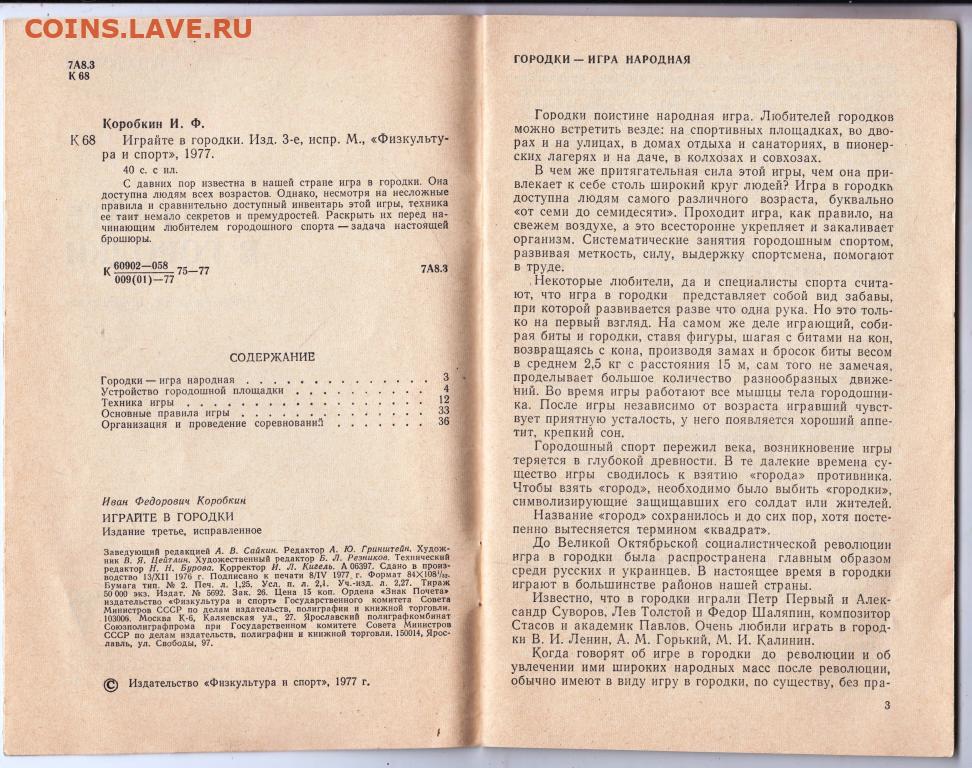 COINS.LAVE.RU
7А8.3
К 68
Коробкин И. Ф.
К 68 Играйте в городки. Изд. 3-е, испр. М., «Физкульту-
ра и спорт», 1977.
40 с. с ил.
С давних пор известна в нашей стране игра в городки. Она
доступна людям всех возрастов. Однако, несмотря на несложные
правила и сравнительно доступный инвентарь этой игры, техника
ее таит немало секретов и премудростей. Раскрыть их перед на-
чинающим любителем городошного спорта — задача настоящей
брошюры.
К 60902—058 75—77 7А8.3
009(01)—77
СОДЕРЖАНИЕ
Городки — игра народная . . . . . . . . . . . . . 3
Устройство городошной площадки . . . . . . . . . . 4
Техника игры . . . . . . . . . . . . . . . . . 12
Основные правила игры . . . . . . . . . . . . . 33
Организация и проведение соревнований . . . . . . . 36
Иван Федорович Коробкин
ИГРАЙТЕ В ГОРОДКИ
Издание третье, исправленное
Заведующий редакцией А. В. Сайкин. Редактор А. Ю. Гринштейн. Худож-
ник В. Я. Цейтлин. Художественный редактор Б. Л. Резников. Технический
редактор Н. Н. Бурова. Корректор И. Л. Кигель. А 06397. Сдано в произ-
водство 13/XII 1976 г. Подписано к печати 8/IV 1977 г. Формат 84×108¹/₃₂.
Бумага тип. № 2. Печ. л. 1,25. Усл. п. л. 2,1. Уч.-изд. л. 2,27. Тираж
50 000 экз. Издат. № 5692. Зак. 26. Цена 15 коп. Ордена «Знак Почета»
издательство «Физкультура и спорт» Государственного комитета Совета
Министров СССР по делам издательств, полиграфии и книжной торговли.
103006. Москва К-6, Каляевская ул., 27. Ярославский полиграфкомбинат
Союзполиграфпрома при Государственном комитете Совета Министров
СССР по делам издательств, полиграфии и книжной торговли. 150014, Ярос-
лавль, ул. Свободы, 97.
© Издательство «Физкультура и спорт», 1977 г.
ГОРОДКИ — ИГРА НАРОДНАЯ
Городки поистине народная игра. Любителей городков
можно встретить везде: на спортивных площадках, во дво-
рах и на улицах, в домах отдыха и санаториях, в пионер-
ских лагерях и на даче, в колхозах и совхозах.
В чем же притягательная сила этой игры, чем она при-
влекает к себе столь широкий круг людей? Игра в городки
доступна людям самого различного возраста, буквально
«от семи до семидесяти». Проходит игра, как правило, на
свежем воздухе, а это всесторонне укрепляет и закаливает
организм. Систематические занятия городошным спортом,
развивая меткость, силу, выдержку спортсмена, помогают
в труде.
Некоторые любители, да и специалисты спорта счита-
ют, что игра в городки представляет собой вид забавы,
при которой развивается разве что одна рука. Но это толь-
ко на первый взгляд. На самом же деле играющий, соби-
рая биты и городки, ставя фигуры, шагая с битами на кон,
возвращаясь с кона, производя замах и бросок биты весом
в среднем 2,5 кг с расстояния 15 м, сам того не замечая,
проделывает большое количество разнообразных движе-
ний. Во время игры работают все мышцы тела городошни-
ка. После игры независимо от возраста игравший чувст-
вует приятную усталость, у него появляется хороший аппе-
тит, крепкий сон.
Городошный спорт пережил века, возникновение игры
теряется в глубокой древности. В те далекие времена су-
щество игры сводилось к взятию «города» противника.
Чтобы взять «город», необходимо было выбить «городки»,
символизирующие защищавших его солдат или жителей.
Название «город» сохранилось и до сих пор, хотя посте-
пенно вытесняется термином «квадрат».
До Великой Октябрьской социалистической революции
игра в городки была распространена главным образом
среди русских и украинцев. В настоящее время в городки
играют в большинстве районов нашей страны.
Известно, что в городки играли Петр Первый и Алек-
сандр Суворов, Лев Толстой и Федор Шаляпин, композитор
Стасов и академик Павлов. Очень любили играть в город-
ки В. И. Ленин, А. М. Горький, М. И. Калинин.
Когда говорят об игре в городки до революции и об
увлечении ими широких народных масс после революции,
обычно имеют в виду игру в городки, по существу, без пра-
3